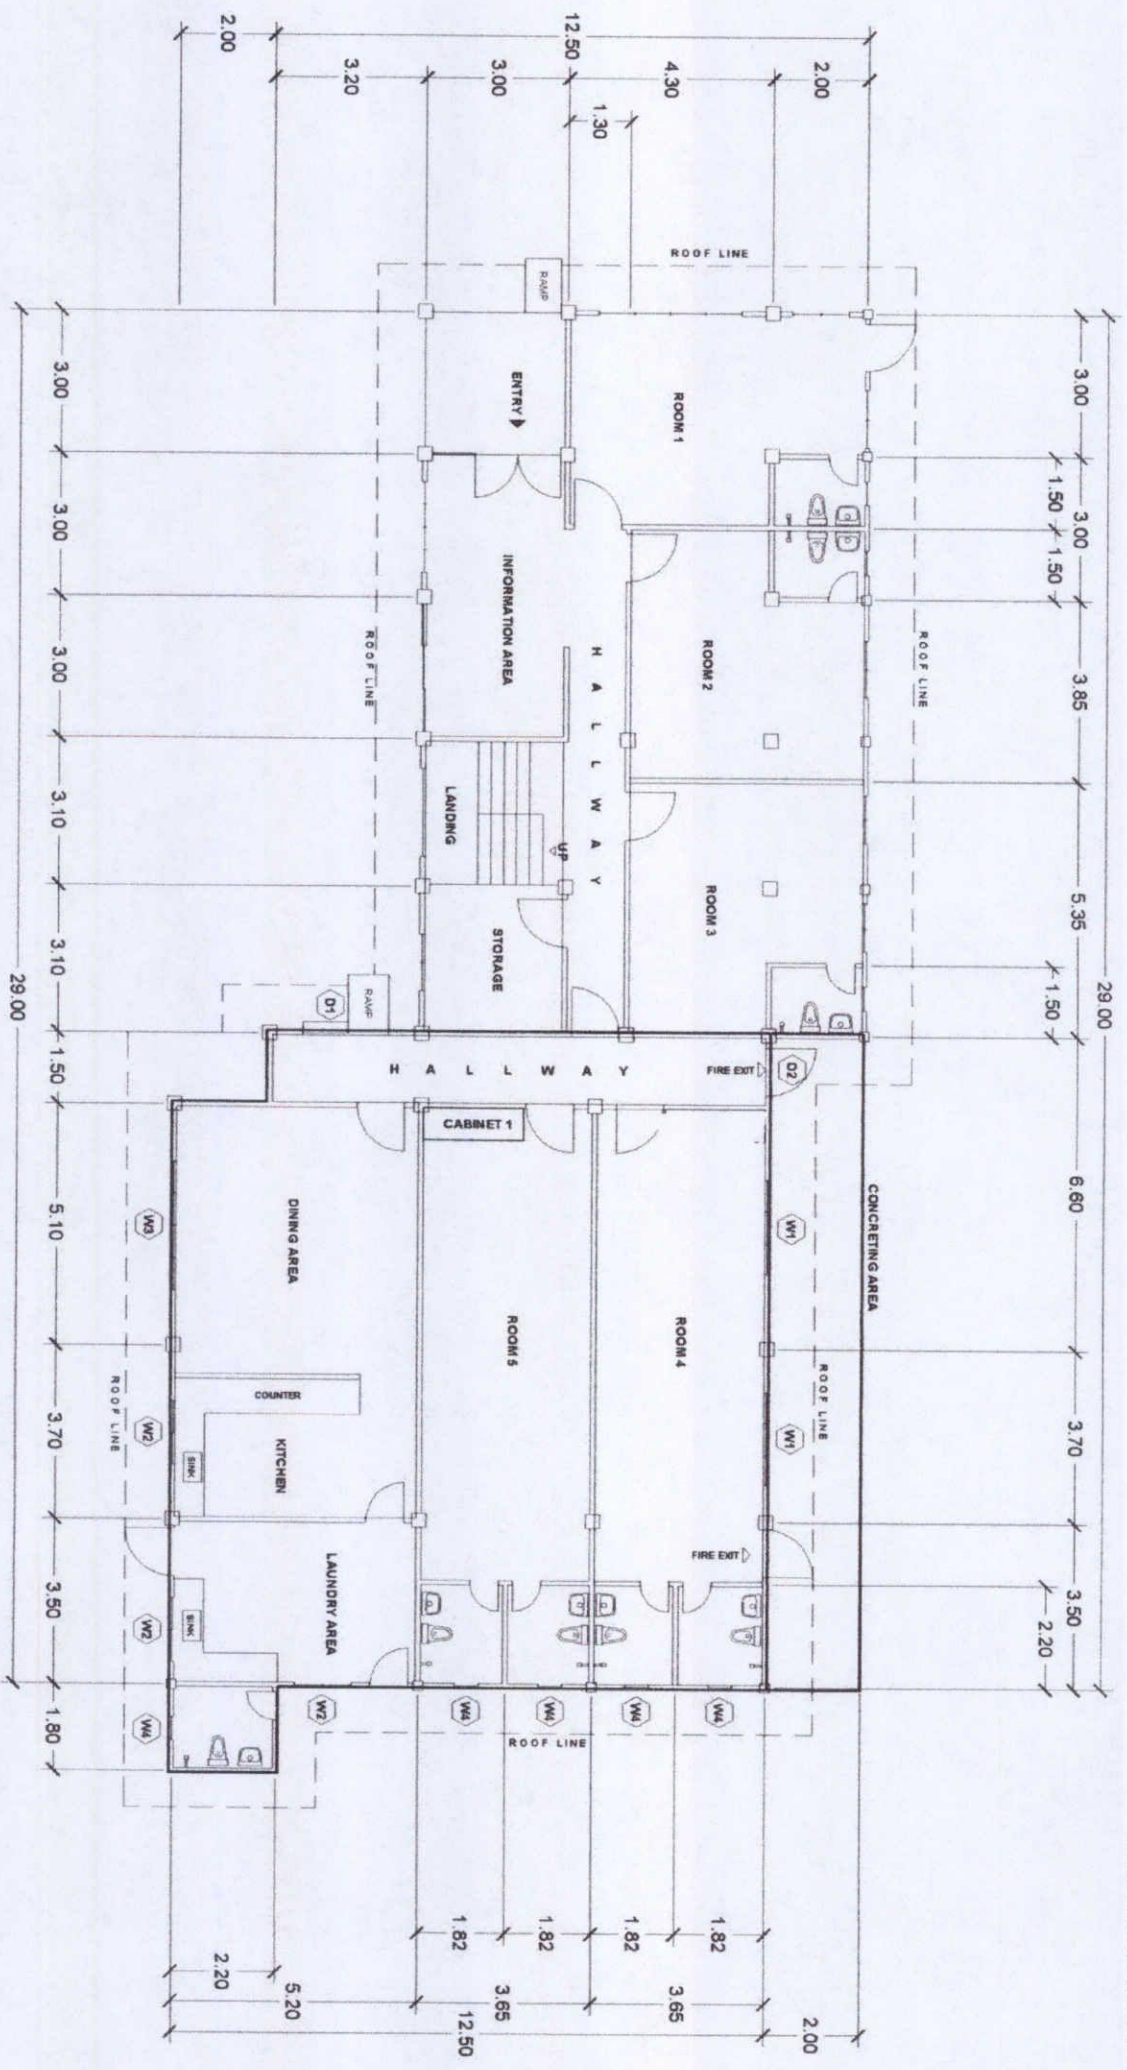 29.00
3.00
3.00
3.85
5.35
6.60
3.70
3.50
1.50
1.50
1.50
2.20
2.00
4.30
1.30
12.50
3.00
3.20
2.00
ROOF LINE
ROOF LINE
CONCRETING AREA
ROOF LINE
D2
W1
W1
FIRE EXIT
FIRE EXIT
ROOM 1
ROOM 2
ROOM 3
ROOM 4
HALLWAY
HALLWAY
RAMP
ENTRY
INFORMATION AREA
UP
LANDING
STORAGE
CABINET 1
ROOM 5
W4
W4
W4
W4
ROOF LINE
ROOF LINE
RAMP
D1
DINING AREA
COUNTER
KITCHEN
LAUNDRY AREA
SINK
SINK
W2
W3
W2
W2
W4
ROOF LINE
2.00
3.65
3.65
1.82
1.82
1.82
1.82
12.50
5.20
2.20
3.00
3.00
3.00
3.10
3.10
1.50
5.10
3.70
3.50
1.80
29.00